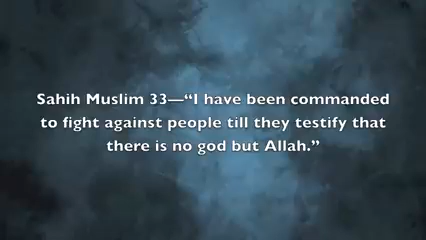 Sahih Muslim 33—“I have been commanded
to fight against people till they testify that
there is no god but Allah.”